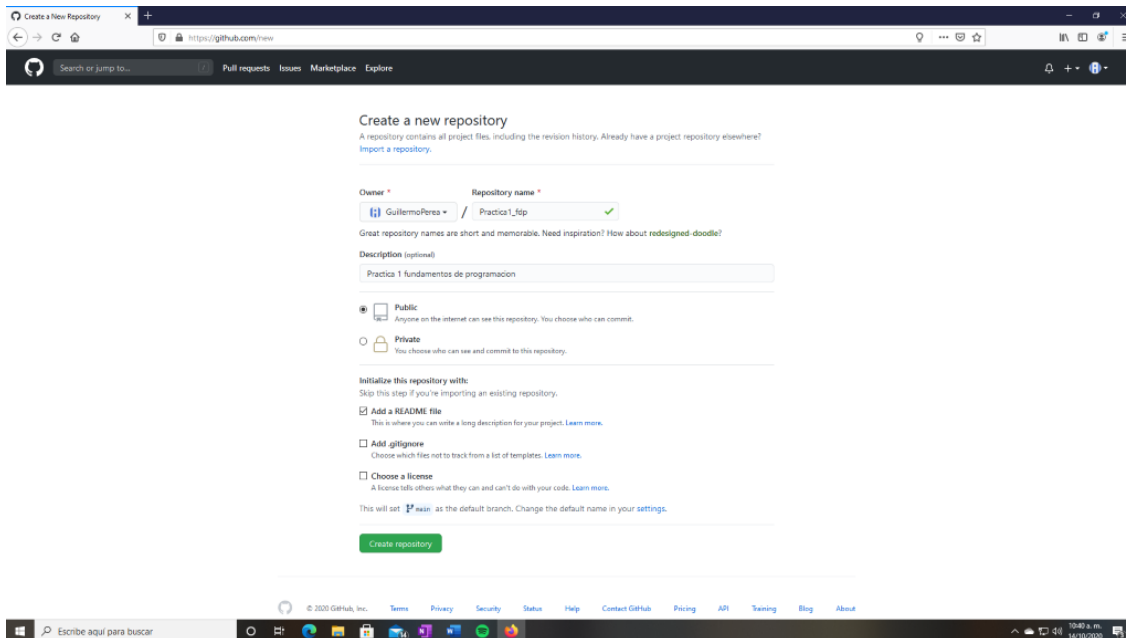 Create a New Repository
https://github.com/new
Search or jump to...
/
Pull requests Issues Marketplace Explore
Create a new repository
A repository contains all project files, including the revision history. Already have a project repository elsewhere?
Import a repository.
Owner * Repository name *
GuillermoPerea / Practica1_fdp
Great repository names are short and memorable. Need inspiration? How about redesigned-doodle?
Description (optional)
Practica 1 fundamentos de programacion
Public
Anyone on the internet can see this repository. You choose who can commit.
Private
You choose who can see and commit to this repository.
Initialize this repository with:
Skip this step if you're importing an existing repository.
Add a README file
This is where you can write a long description for your project. Learn more.
Add .gitignore
Choose which files not to track from a list of templates. Learn more.
Choose a license
A license tells others what they can and can't do with your code. Learn more.
This will set main as the default branch. Change the default name in your settings.
Create repository
© 2020 GitHub, Inc. Terms Privacy Security Status Help Contact GitHub Pricing API Training Blog About
Escribe aquí para buscar
10:40 a. m.
14/10/2020